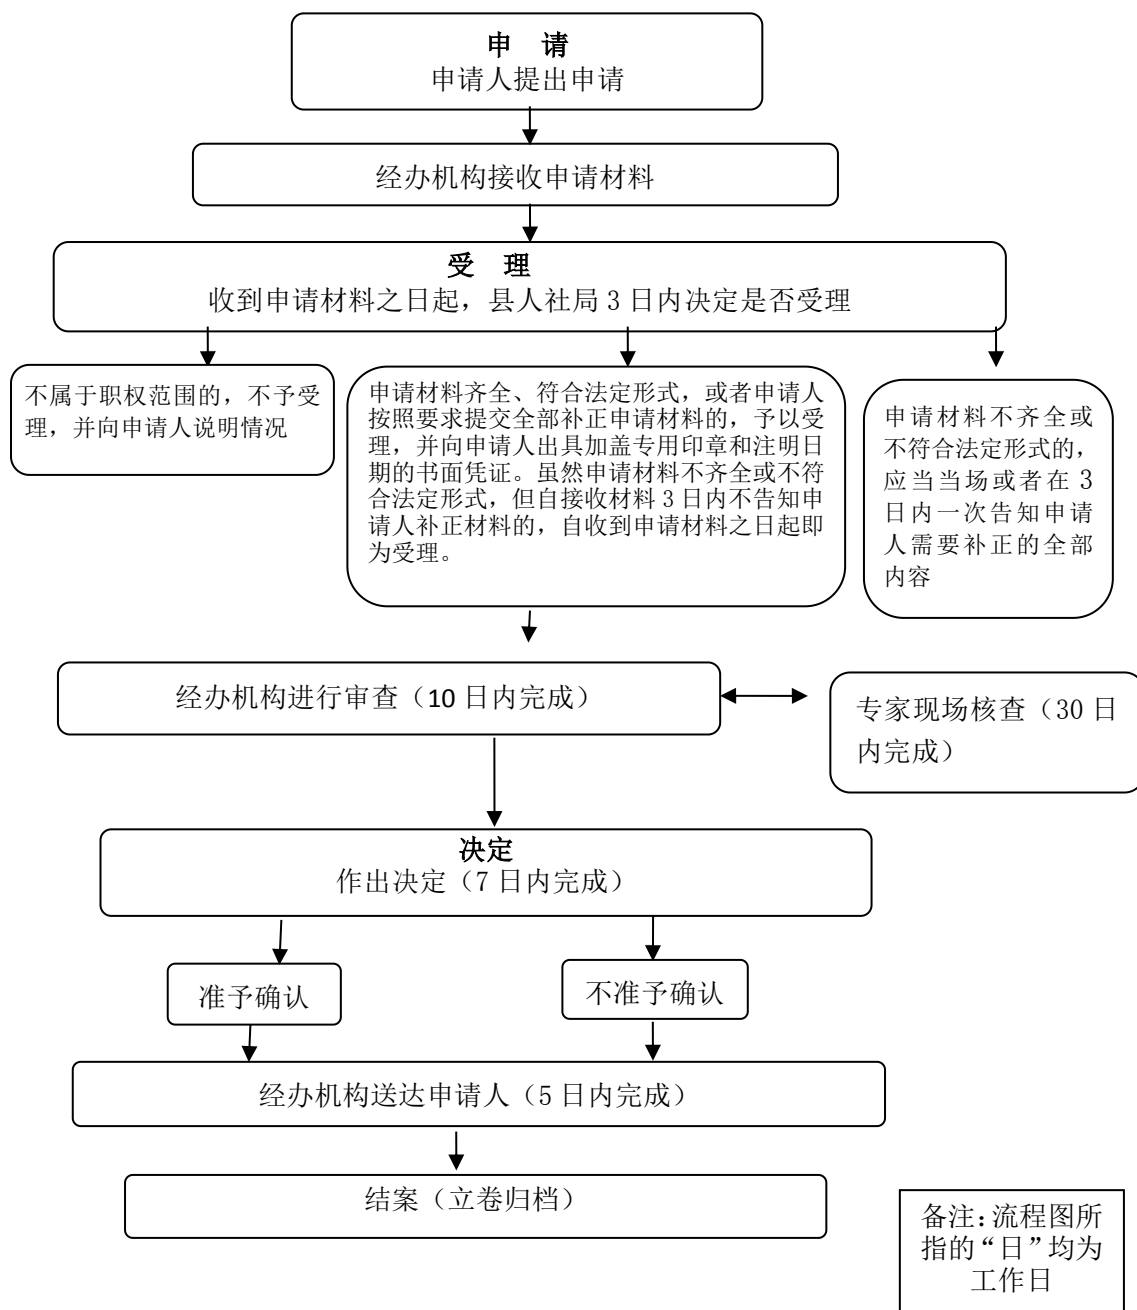 申　请
申请人提出申请
经办机构接收申请材料
受　理
收到申请材料之日起，县人社局 3 日内决定是否受理
不属于职权范围的，不予受
理，并向申请人说明情况
申请材料齐全、符合法定形式，或者申请人
按照要求提交全部补正申请材料的，予以受
理，并向申请人出具加盖专用印章和注明日
期的书面凭证。虽然申请材料不齐全或不符
合法定形式，但自接收材料 3 日内不告知申
请人补正材料的，自收到申请材料之日起即
为受理。
申请材料不齐全或
不符合法定形式的，
应当当场或者在 3
日内一次告知申请
人需要补正的全部
内容
经办机构进行审查（10 日内完成）
专家现场核查（30 日
内完成）
决定
作出决定（7 日内完成）
准予确认
不准予确认
经办机构送达申请人（5 日内完成）
结案（立卷归档）
备注：流程图所
指的“日”均为
工作日